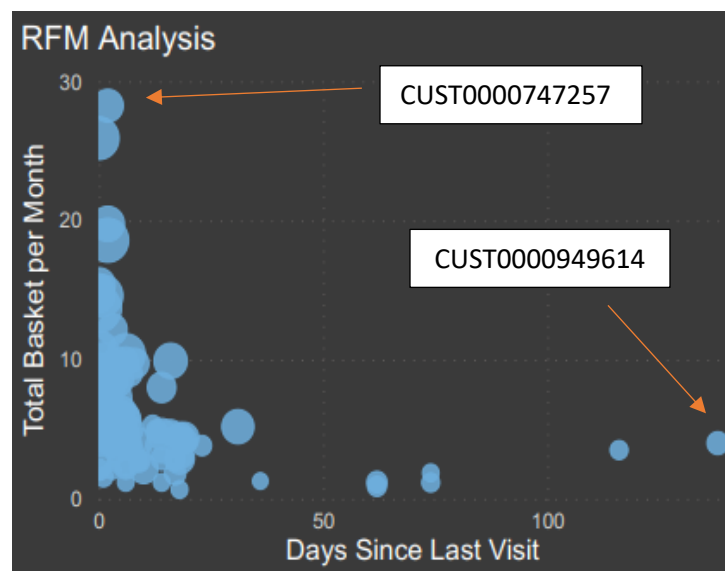 RFM Analysis
30
CUST0000747257
20
CUST0000949614
10
0
0
50
100
Total Basket per Month
Days Since Last Visit